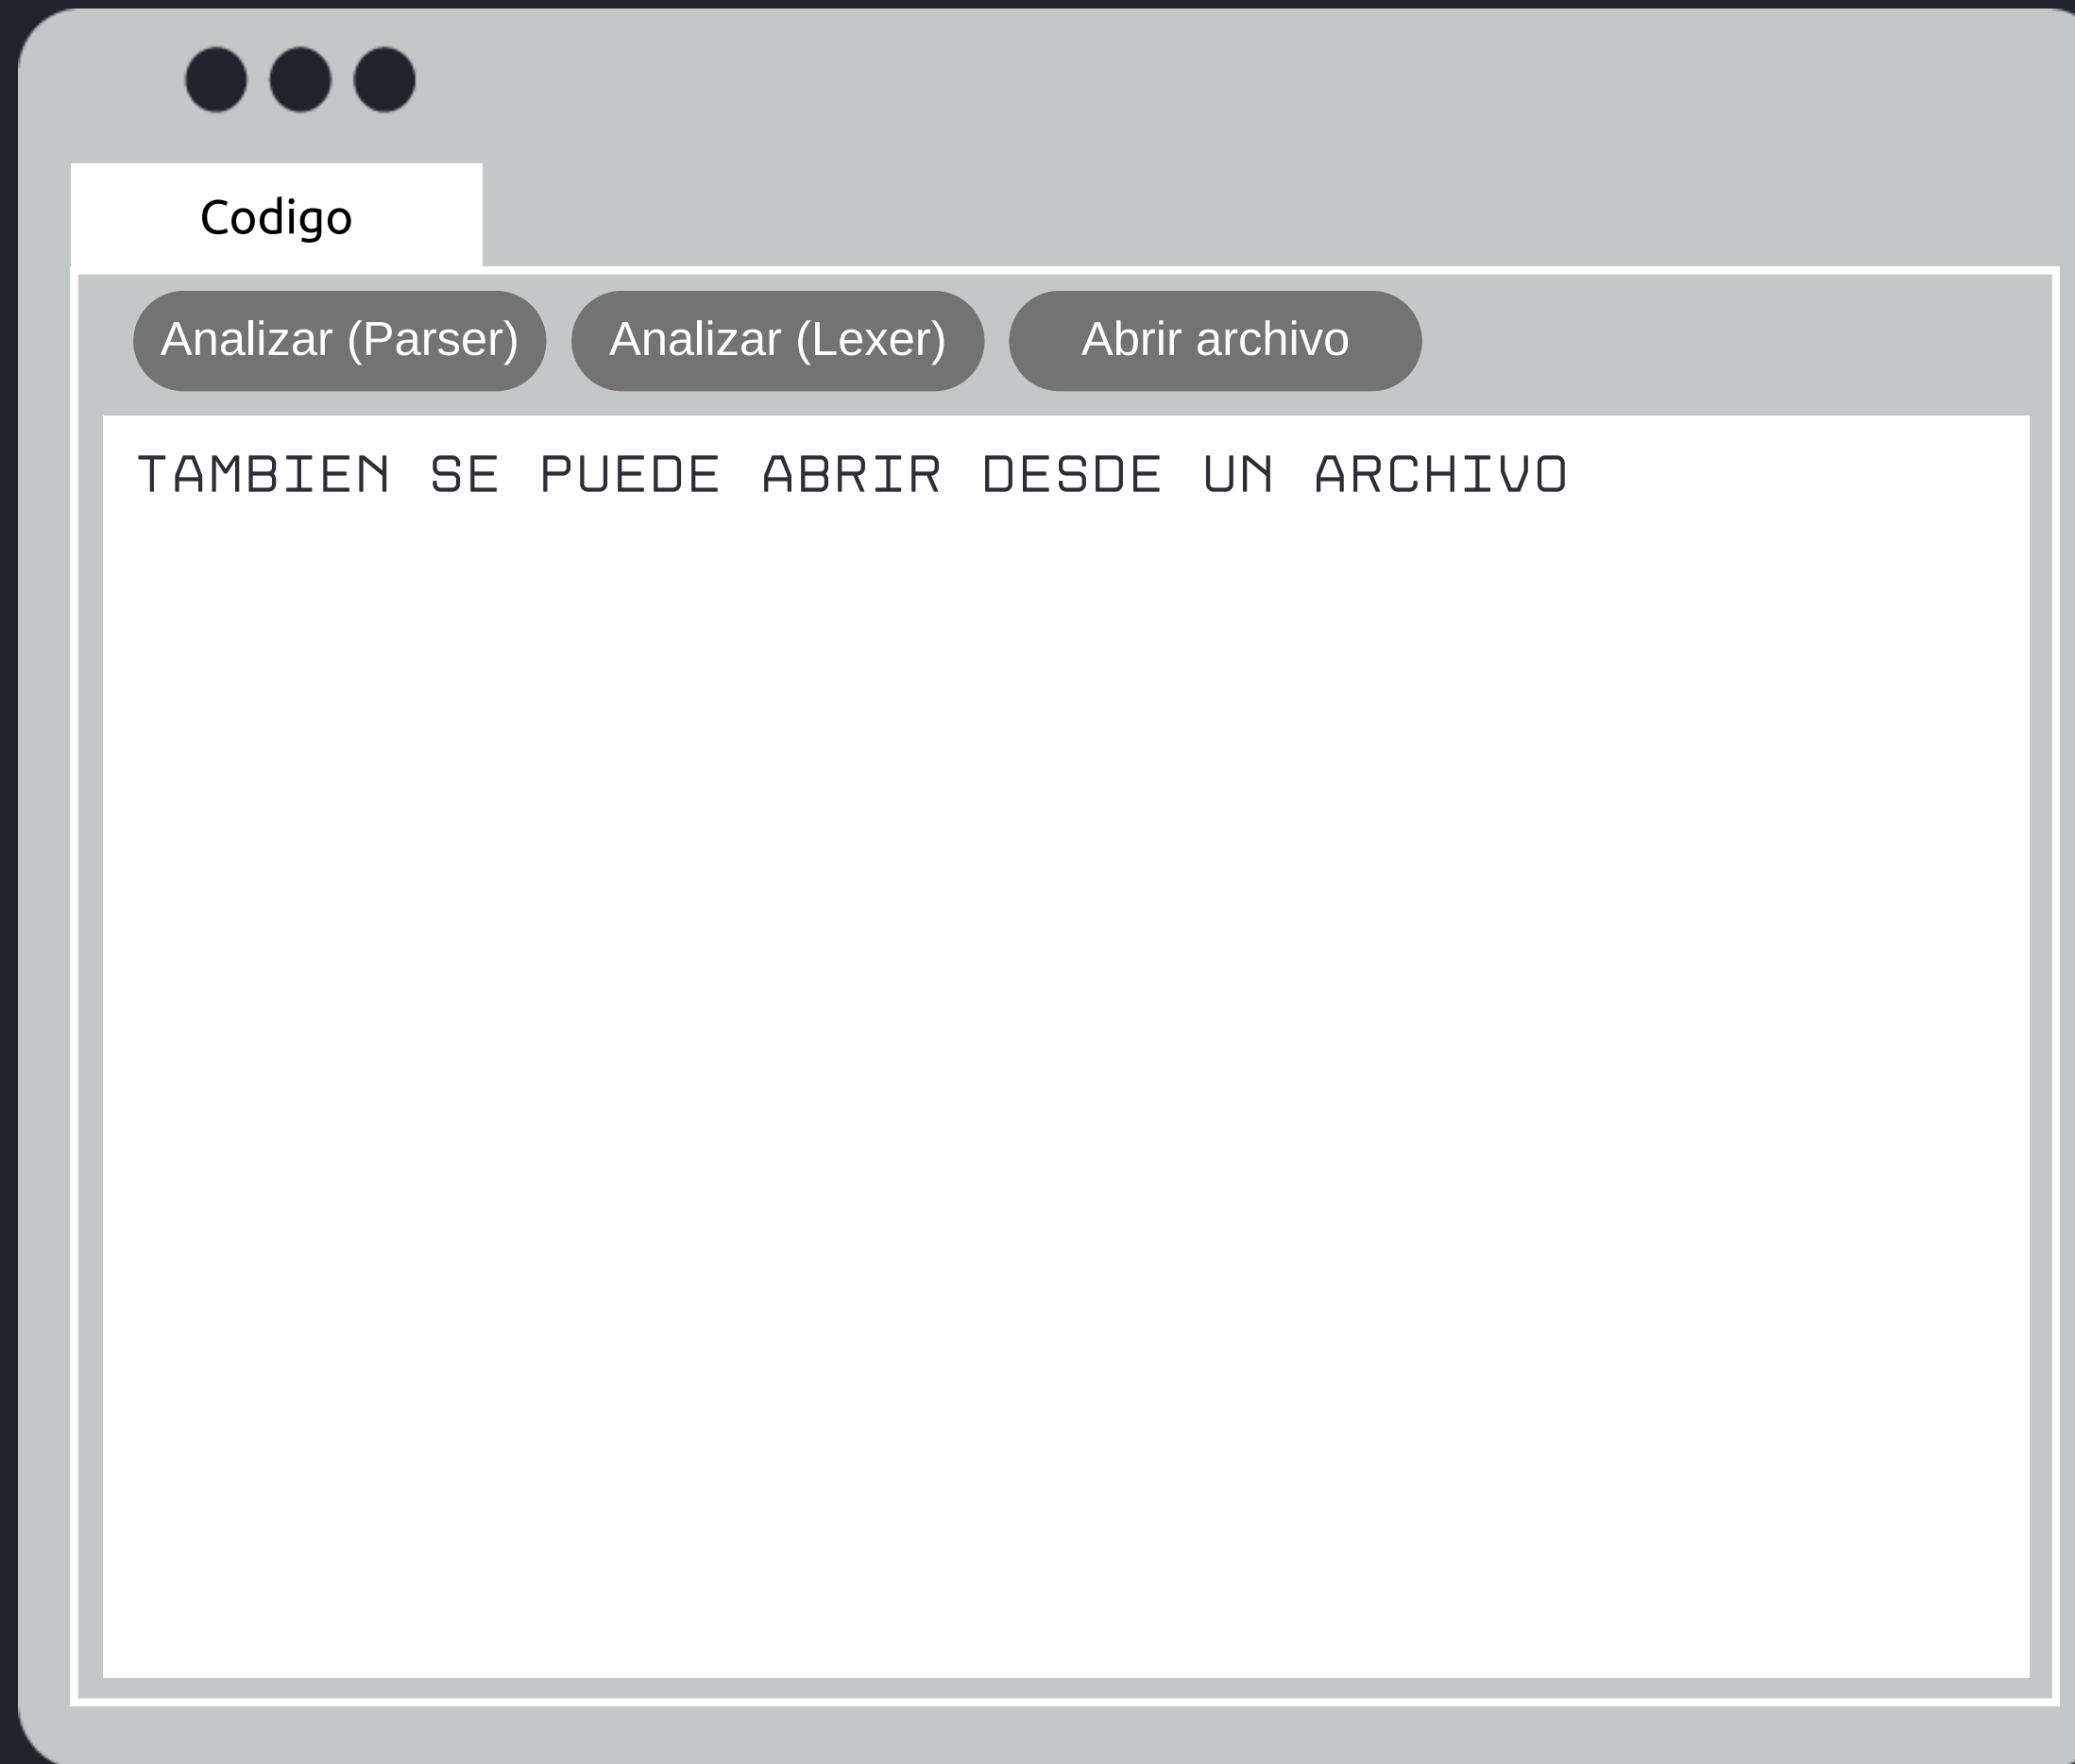 Codigo
Analizar (Parser) Analizar (Lexer) Abrir archivo
TAMBIEN SE PUEDE ABRIR DESDE UN ARCHIVO